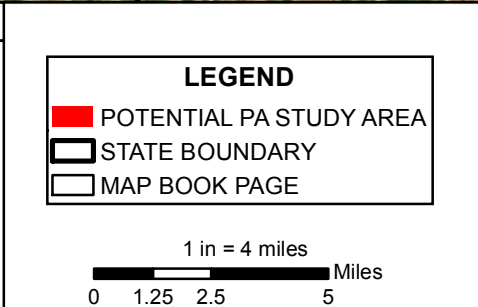 LEGEND
POTENTIAL PA STUDY AREA
STATE BOUNDARY
MAP BOOK PAGE
1 in = 4 miles
Miles
0 1.25 2.5 5